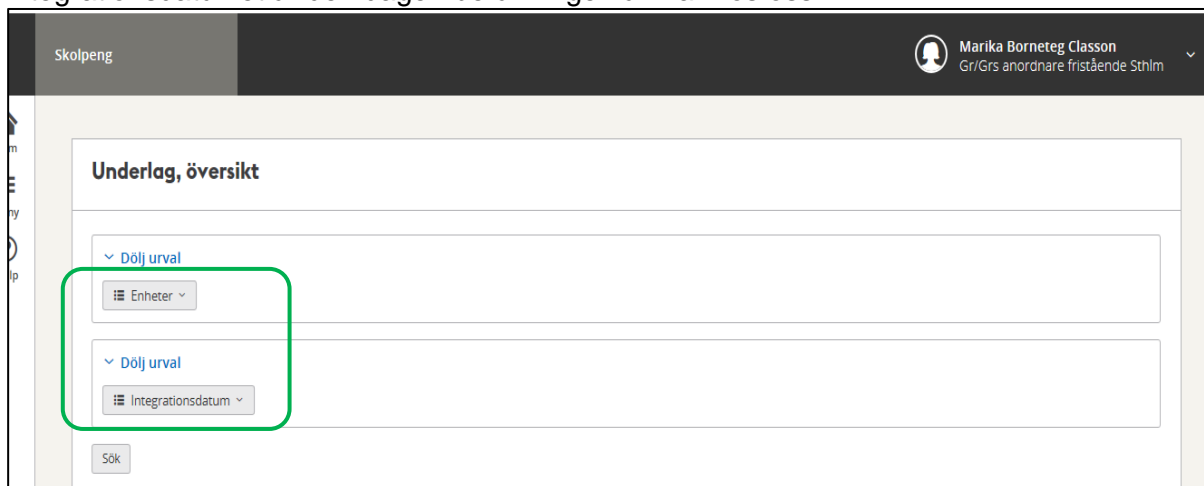 Skolpeng
Marika Borneteg Classon
Gr/Grs anordnare fristående Sthlm
Underlag, översikt
Dölj urval
Enheter
Dölj urval
Integrationsdatum
Sök